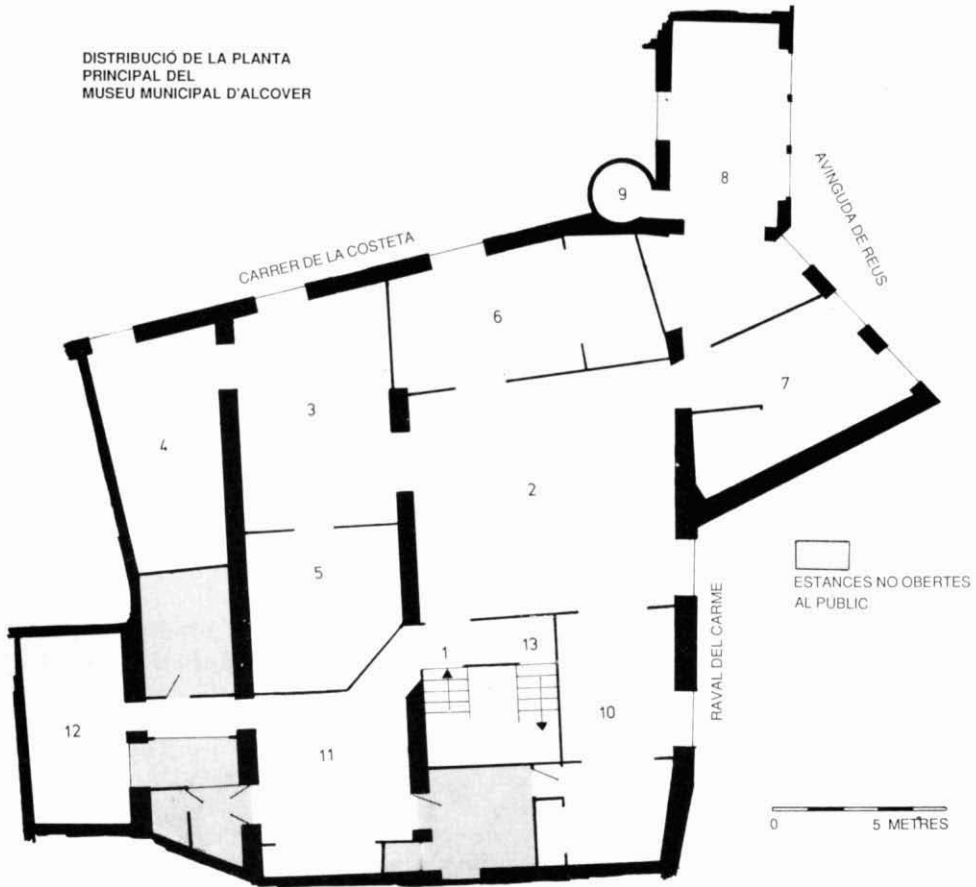 DISTRIBUCIÓ DE LA PLANTA
PRINCIPAL DEL
MUSEU MUNICIPAL D'ALCOVER
8
9
AVINGUDA DE REUS
CARRER DE LA COSTETA
6
7
3
4
2
5
ESTANCES NO OBERTES
AL PUBLIC
RAVAL DEL CARME
1
13
10
12
11
0
5 METRES